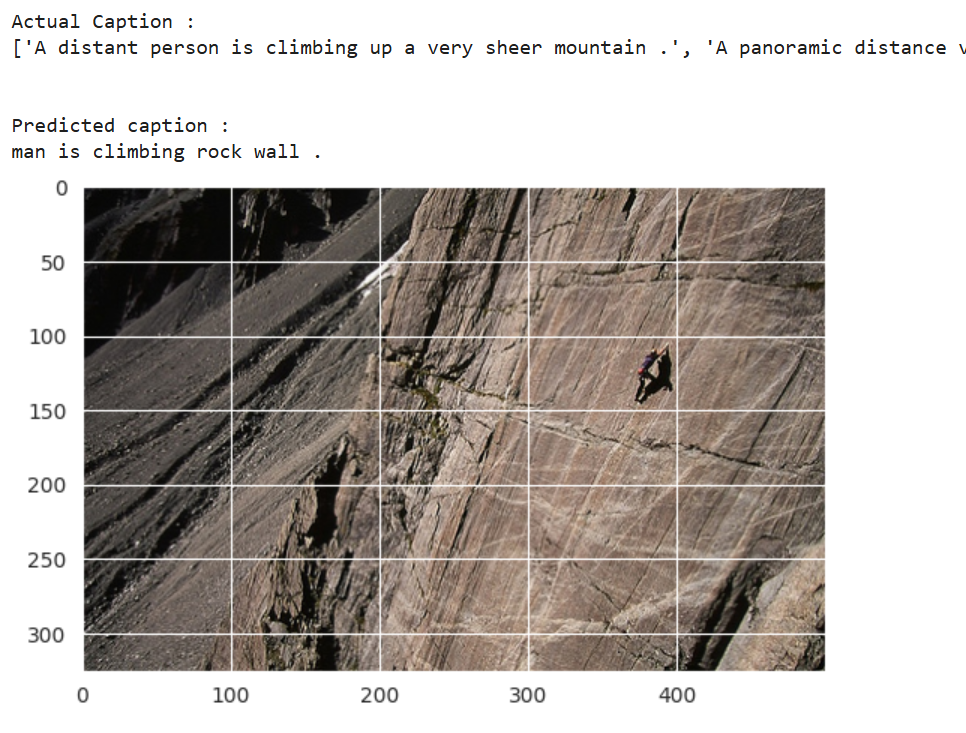 Actual Caption :
['A distant person is climbing up a very sheer mountain .', 'A panoramic distance
Predicted caption :
man is climbing rock wall .
0
50
100
150
200
250
300
0 100 200 300 400